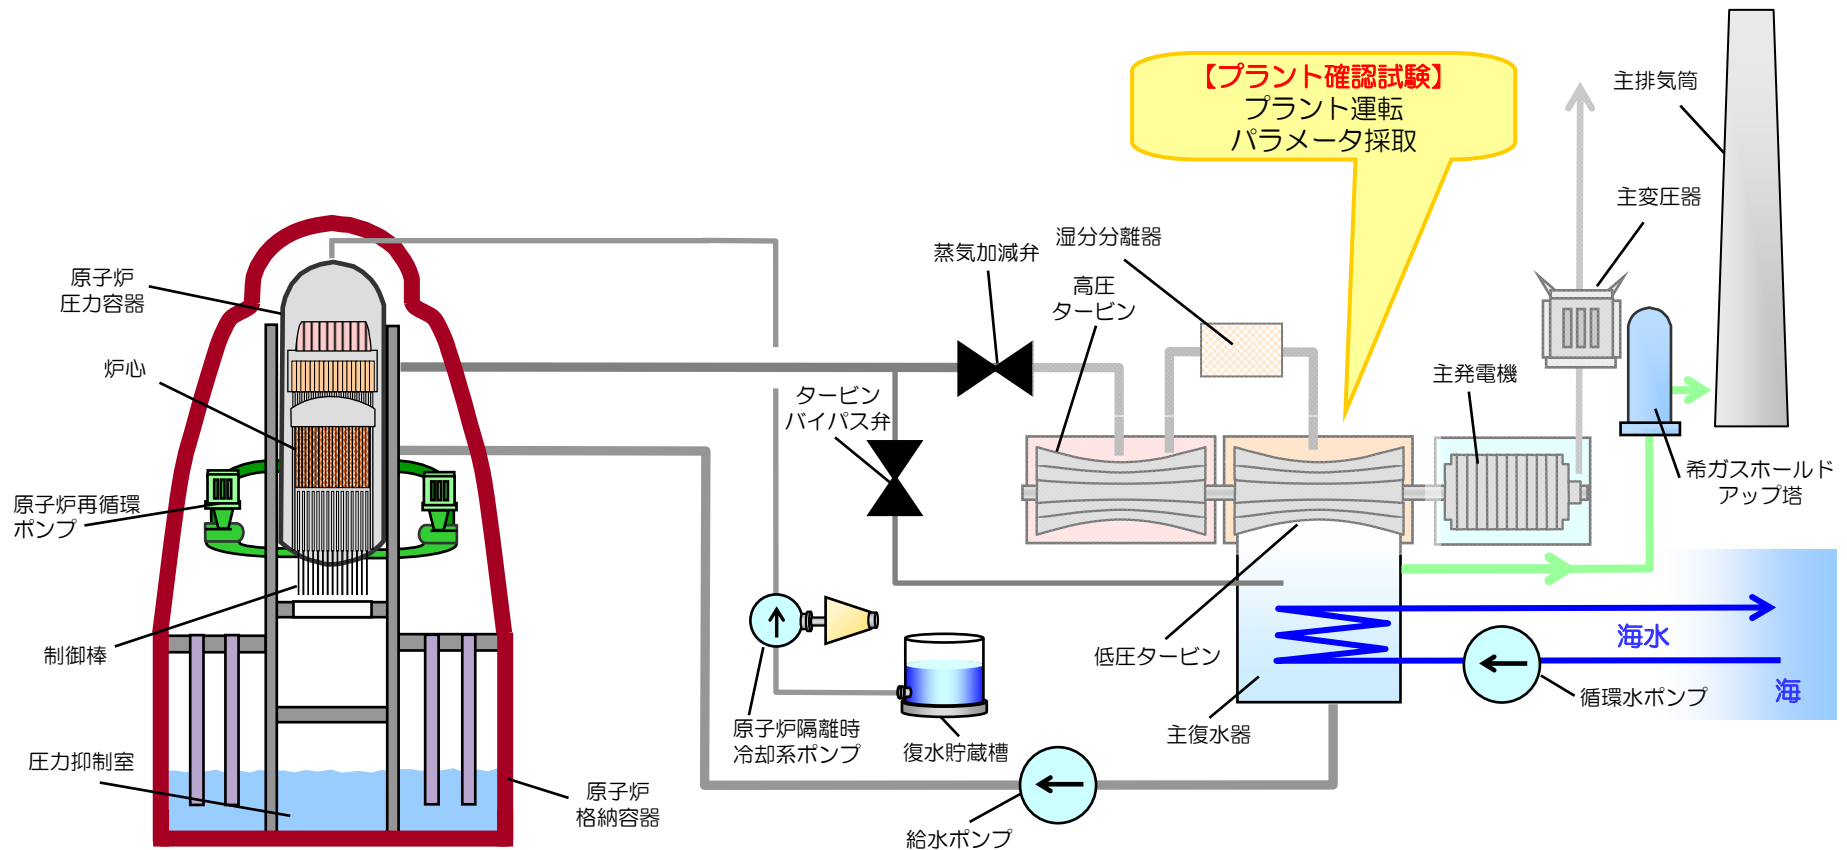 【プラント確認試験】
プラント運転
パラメータ採取
主排気筒
主変圧器
湿分分離器
蒸気加減弁
高圧
タービン
原子炉
圧力容器
炉心
タービン
バイパス弁
主発電機
希ガスホールド
アップ塔
原子炉再循環
ポンプ
制御棒
低圧タービン
海水
海
循環水ポンプ
主復水器
原子炉隔離時
冷却系ポンプ
復水貯蔵槽
圧力抑制室
原子炉
格納容器
給水ポンプ